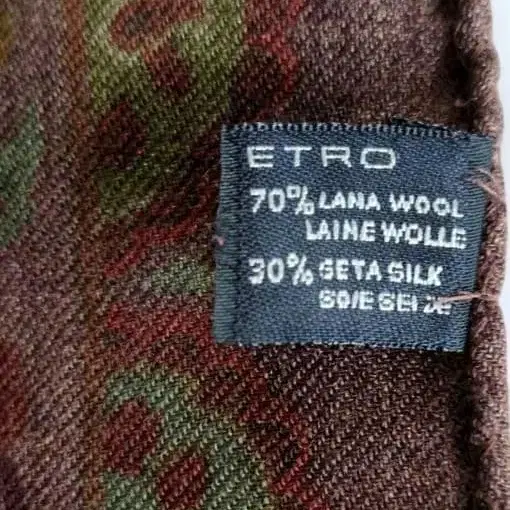 ETRO
70% LANA WOOL
LAINE WOLLE
30% SETA SILK
SOIE SEIDE